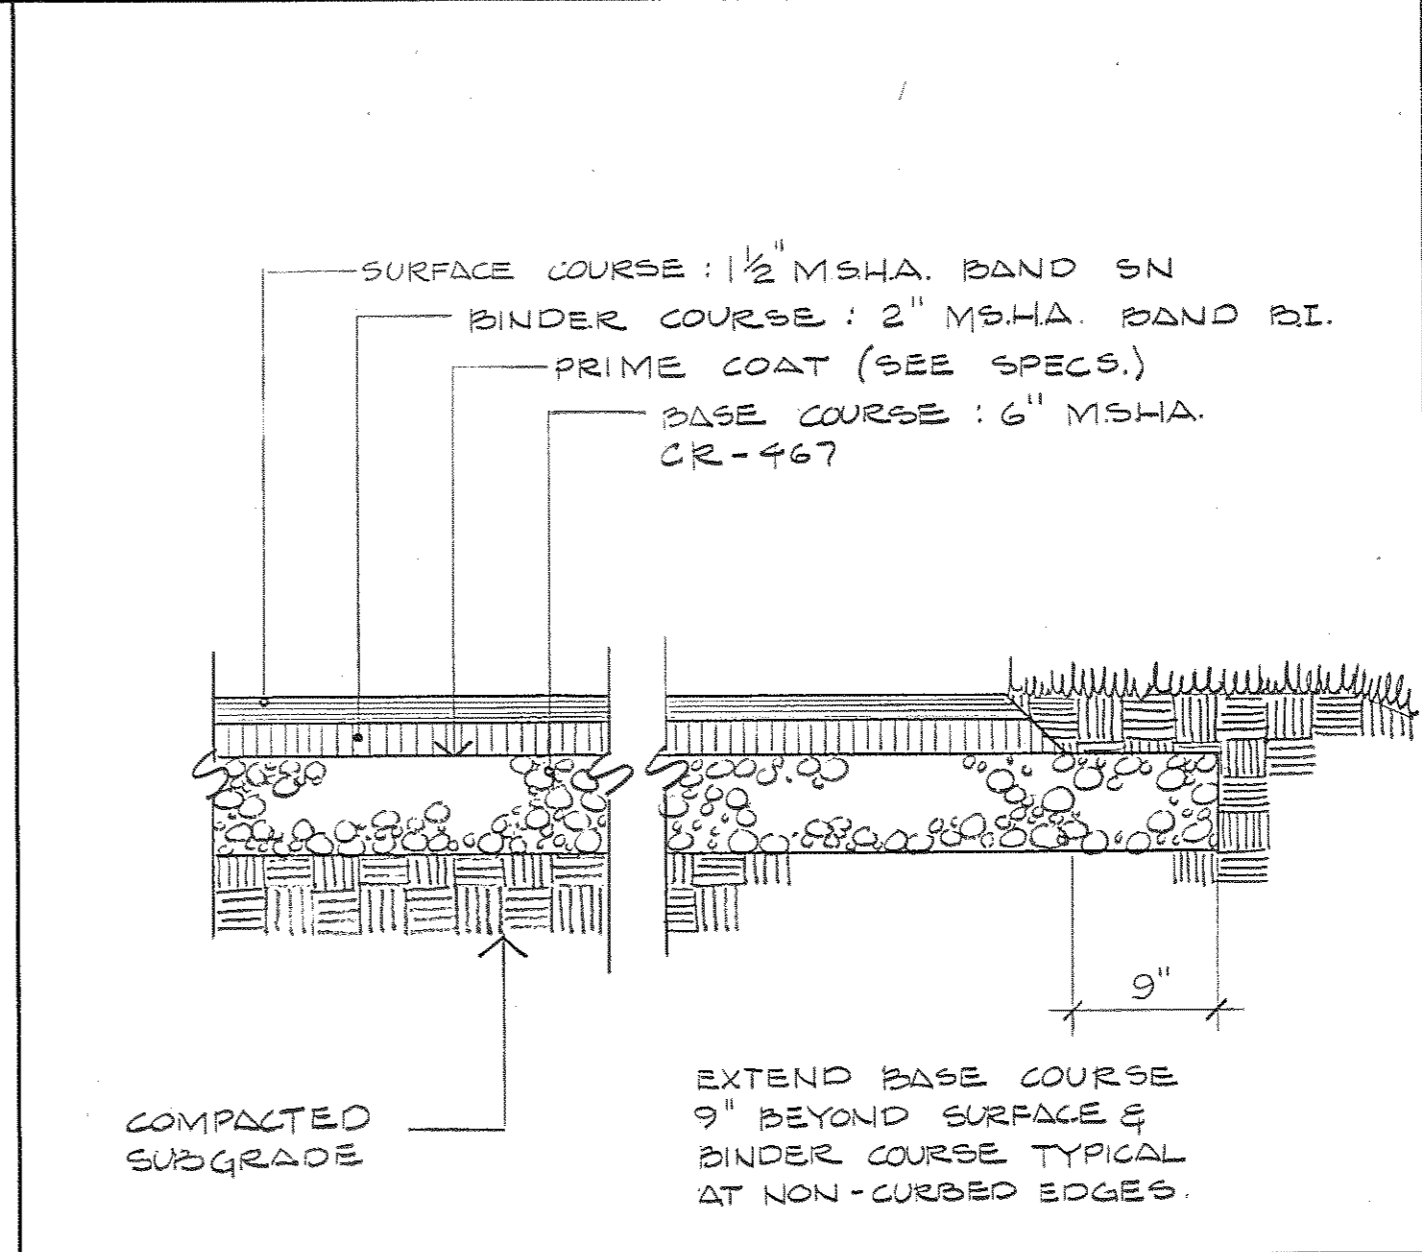 SURFACE COURSE : 1½" M.S.H.A. BAND SN
BINDER COURSE : 2" M.S.H.A. BAND B.I.
PRIME COAT (SEE SPECS.)
BASE COURSE : 6" M.S.H.A.
CR-467
9"
EXTEND BASE COURSE
9" BEYOND SURFACE &
BINDER COURSE TYPICAL
AT NON-CURBED EDGES.
COMPACTED
SUBGRADE